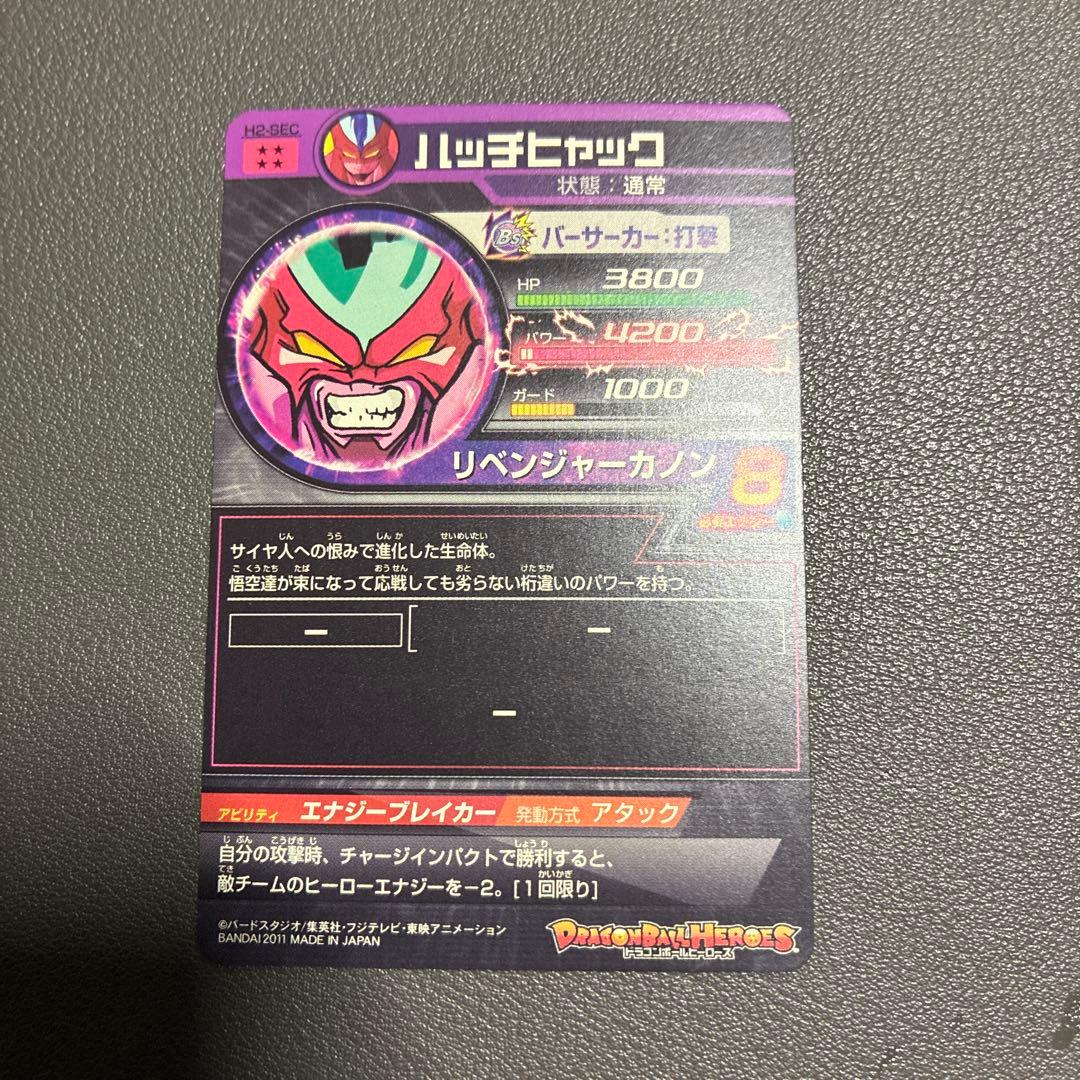 H2-SEC
ハッチヒャック
状態：通常
Bs バーサーカー：打撃
HP 3800
パワー 4200
ガード 1000
リベンジャーカノン 8
必殺エナジー
サイヤ人への恨みで進化した生命体。
悟空達が束になって応戦しても劣らない桁違いのパワーを持つ。
ー ー
ー
アビリティ エナジーブレイカー 発動方式 アタック
自分の攻撃時、チャージインパクトで勝利すると、
敵チームのヒーローエナジーを－2。[1回限り]
©バードスタジオ/集英社・フジテレビ・東映アニメーション
BANDAI 2011 MADE IN JAPAN
DRAGONBALL HEROES
ドラゴンボールヒーローズ